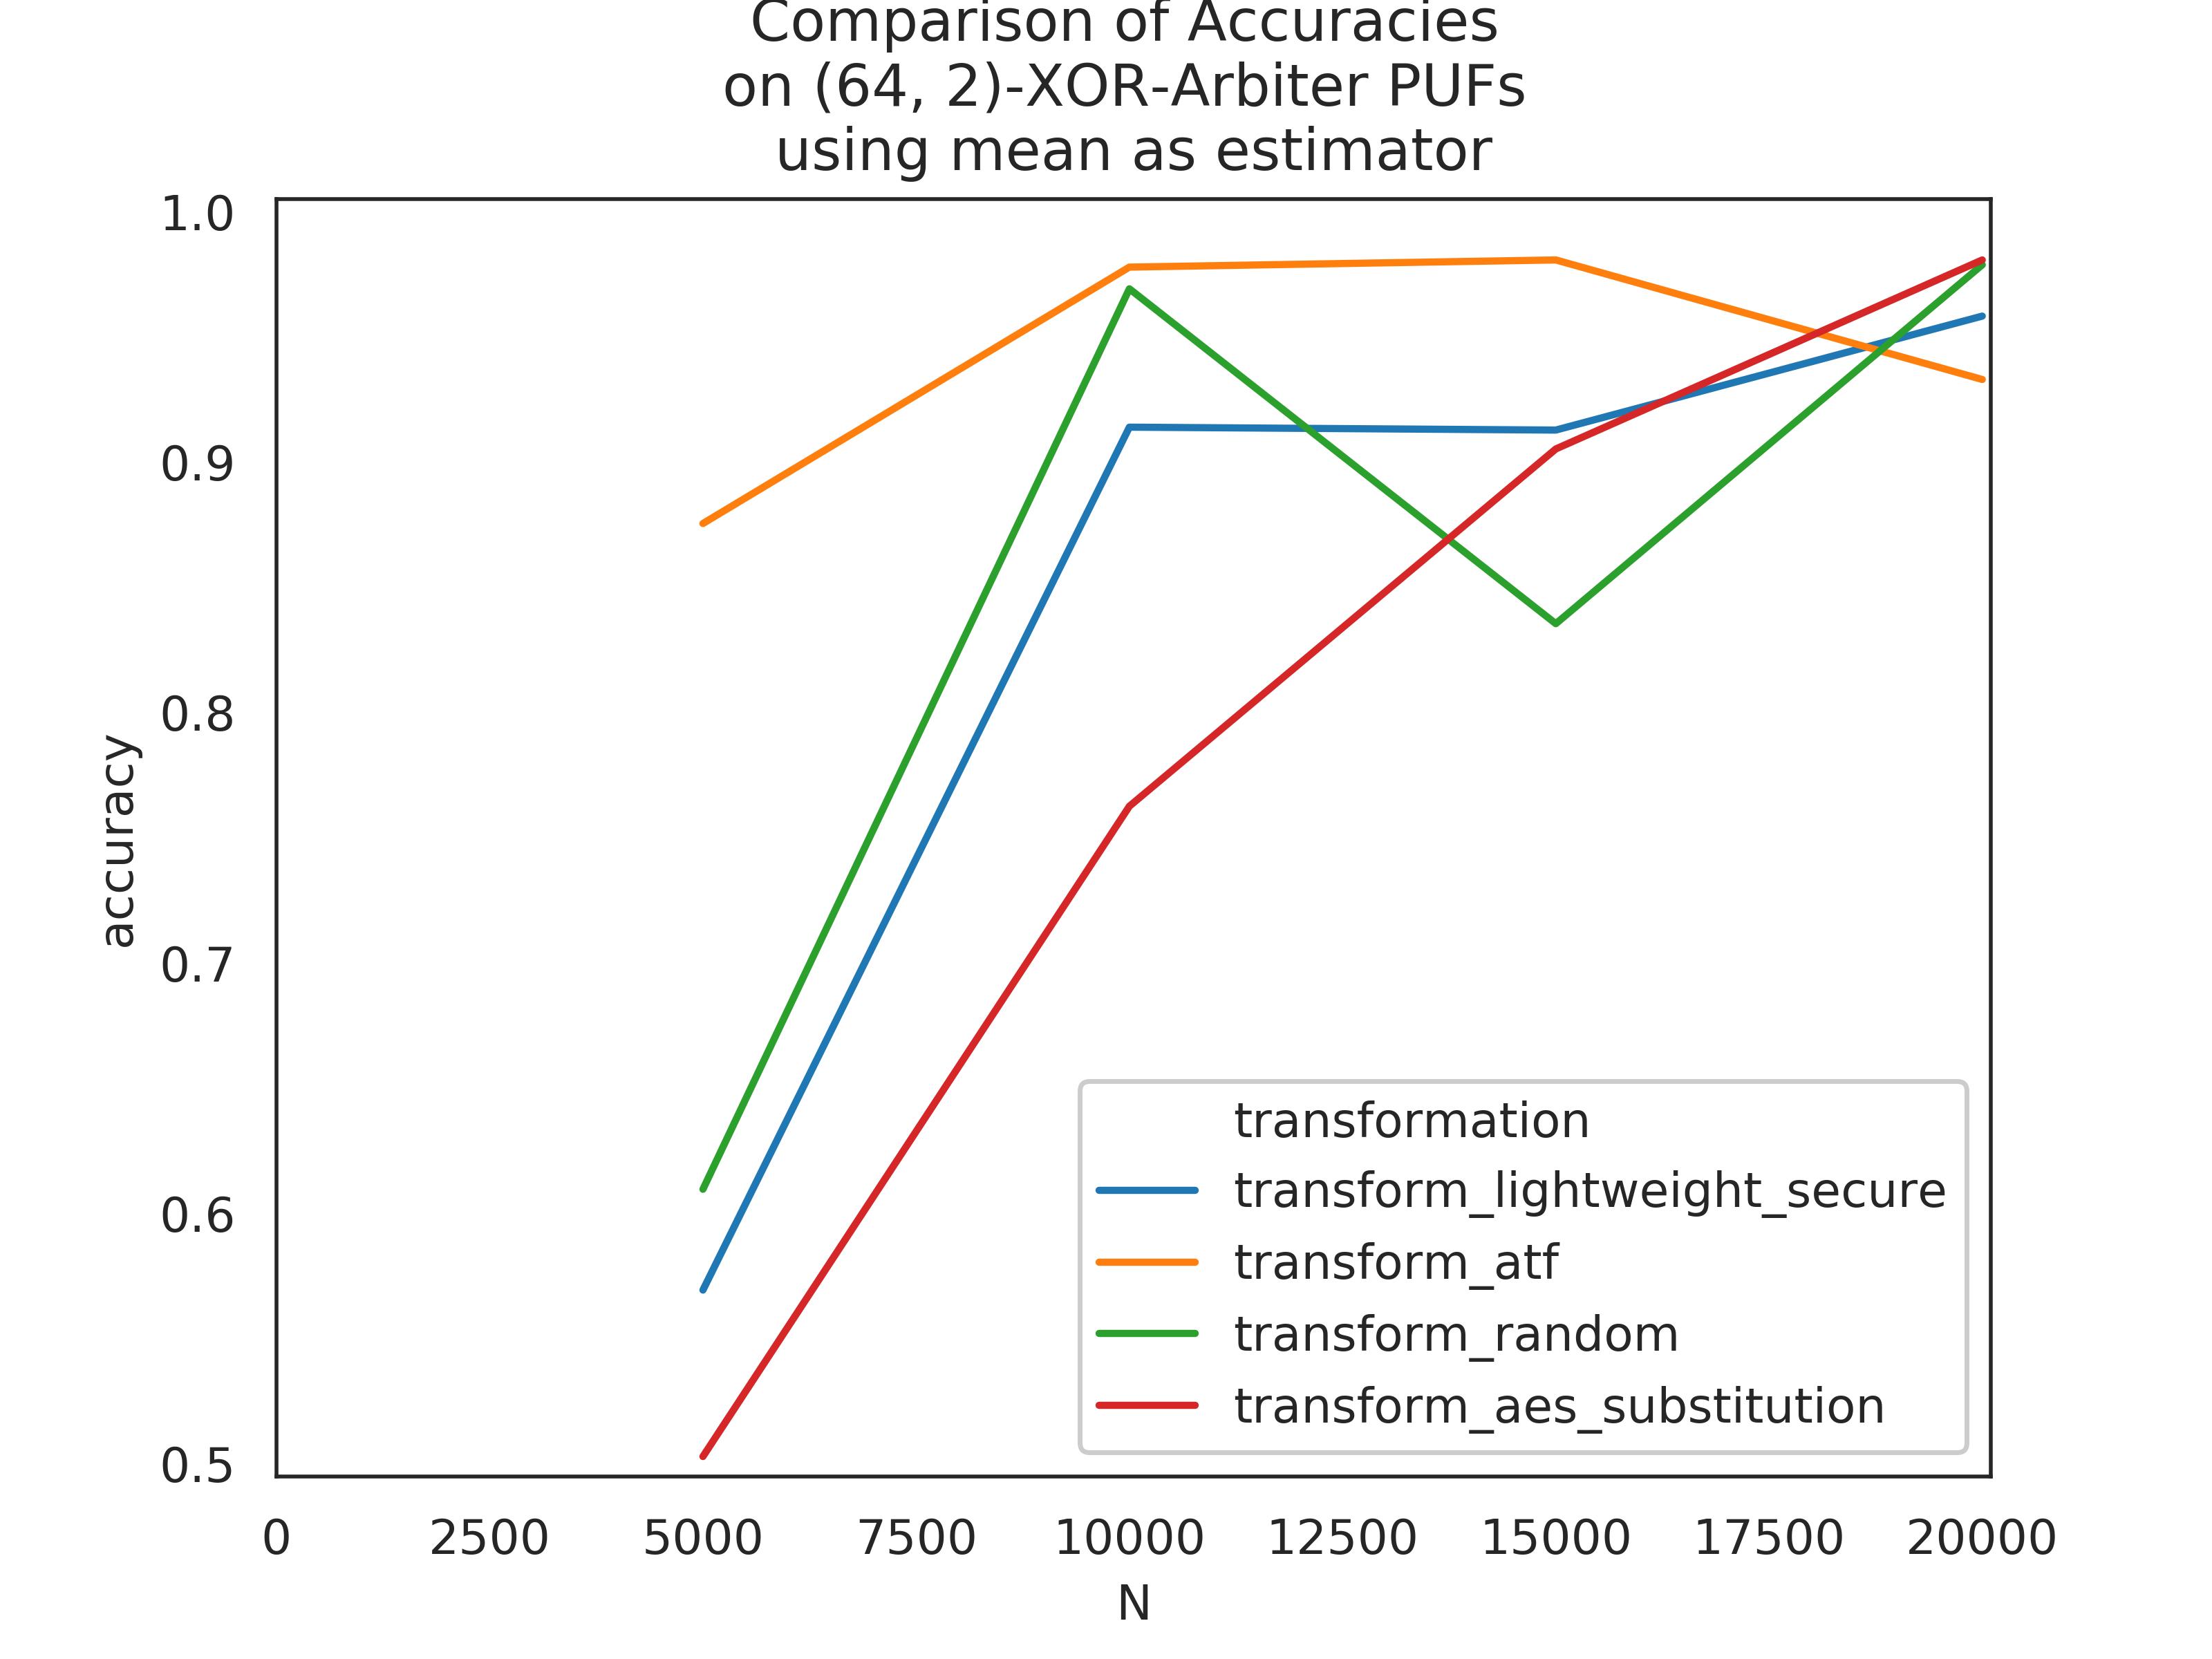 Comparison of Accuracies
on (64, 2)-XOR-Arbiter PUFs
using mean as estimator
1.0
0.9
0.8
0.7
0.6
0.5
accuracy
transformation
transform_lightweight_secure
transform_atf
transform_random
transform_aes_substitution
0 2500 5000 7500 10000 12500 15000 17500 20000
N